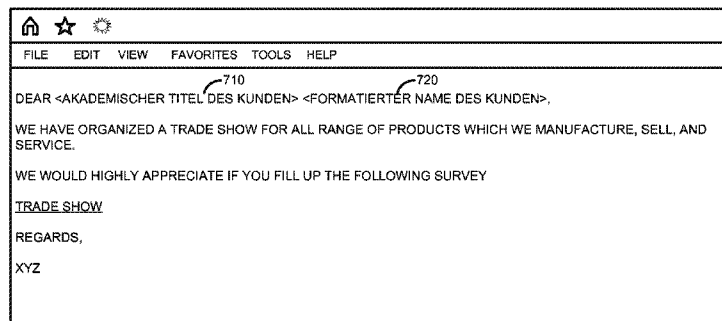 FILE EDIT VIEW FAVORITES TOOLS HELP
710 720
DEAR <AKADEMISCHER TITEL DES KUNDEN> <FORMATIERTER NAME DES KUNDEN>,
WE HAVE ORGANIZED A TRADE SHOW FOR ALL RANGE OF PRODUCTS WHICH WE MANUFACTURE, SELL, AND
SERVICE.
WE WOULD HIGHLY APPRECIATE IF YOU FILL UP THE FOLLOWING SURVEY
TRADE SHOW
REGARDS,
XYZ